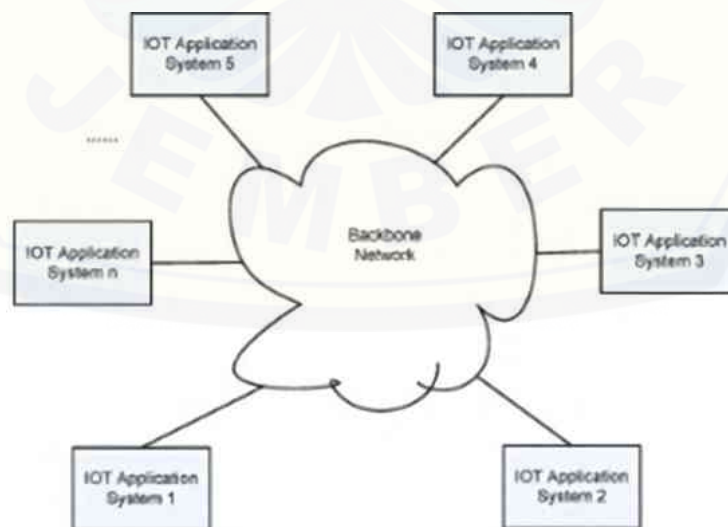 IOT Application
System 5
IOT Application
System 4
......
JEMBER
Backbone
Network
IOT Application
System n
IOT Application
System 3
IOT Application
System 1
IOT Application
System 2